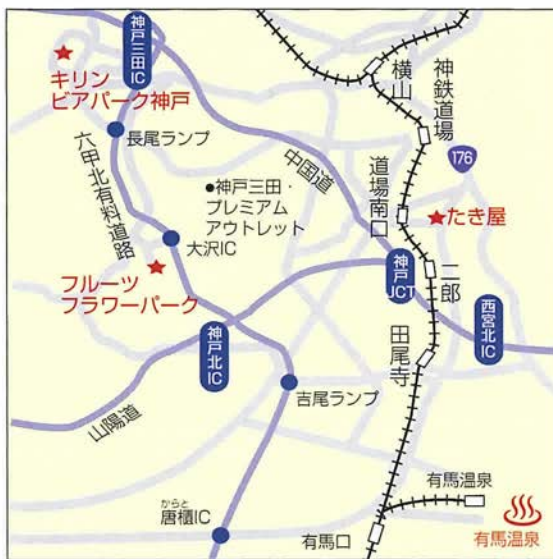 神戸三田IC
キリン
ビアパーク神戸
長尾ランプ
六甲北有料道路
神戸三田・
プレミアム
アウトレット
大沢IC
フルーツ
フラワーパーク
中国道
横山
神鉄道場
176
道場南口
たき屋
神戸JCT
二郎
西宮北IC
神戸北IC
田尾寺
山陽道
吉尾ランプ
からと
唐櫃IC
有馬温泉
有馬口
有馬温泉